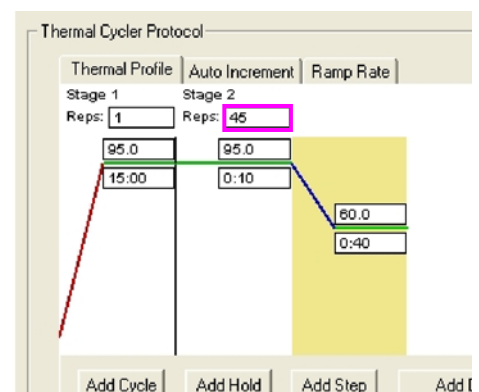 Thermal Cycler Protocol
Thermal Profile Auto Increment Ramp Rate
Stage 1 Stage 2
Reps: 1 Reps: 45
95.0 95.0
15:00 0:10
60.0
0:40
Add Cycle Add Hold Add Step Add